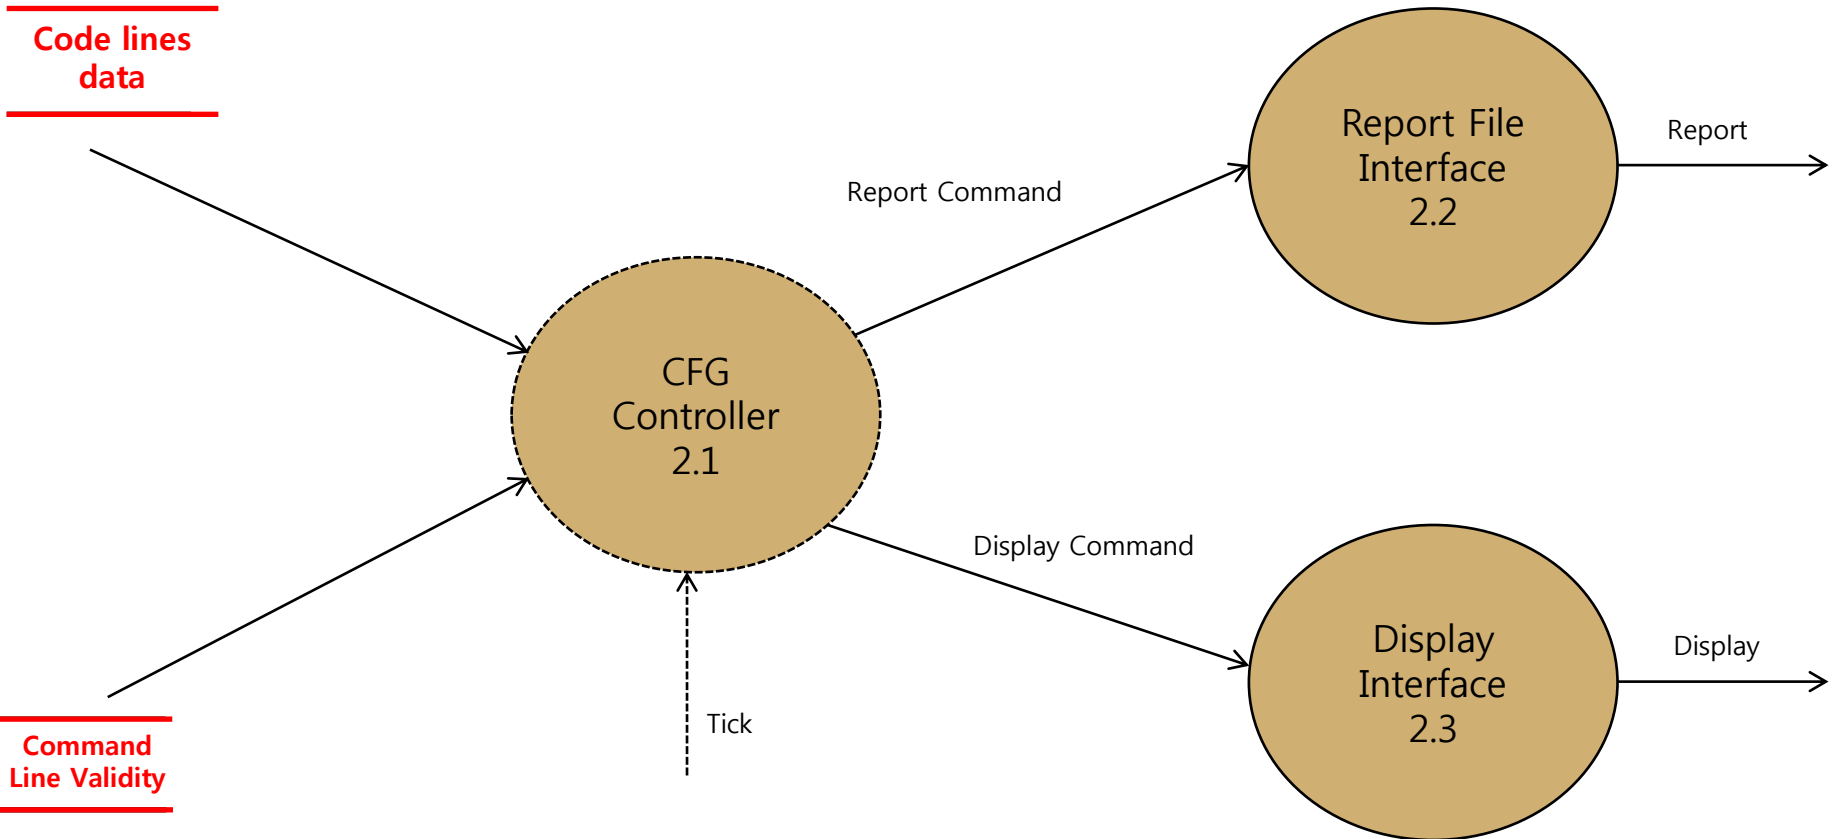 Code lines
data
Report File
Interface
2.2
Report
Report Command
CFG
Controller
2.1
Display Command
Display
Interface
2.3
Display
Tick
Command
Line Validity